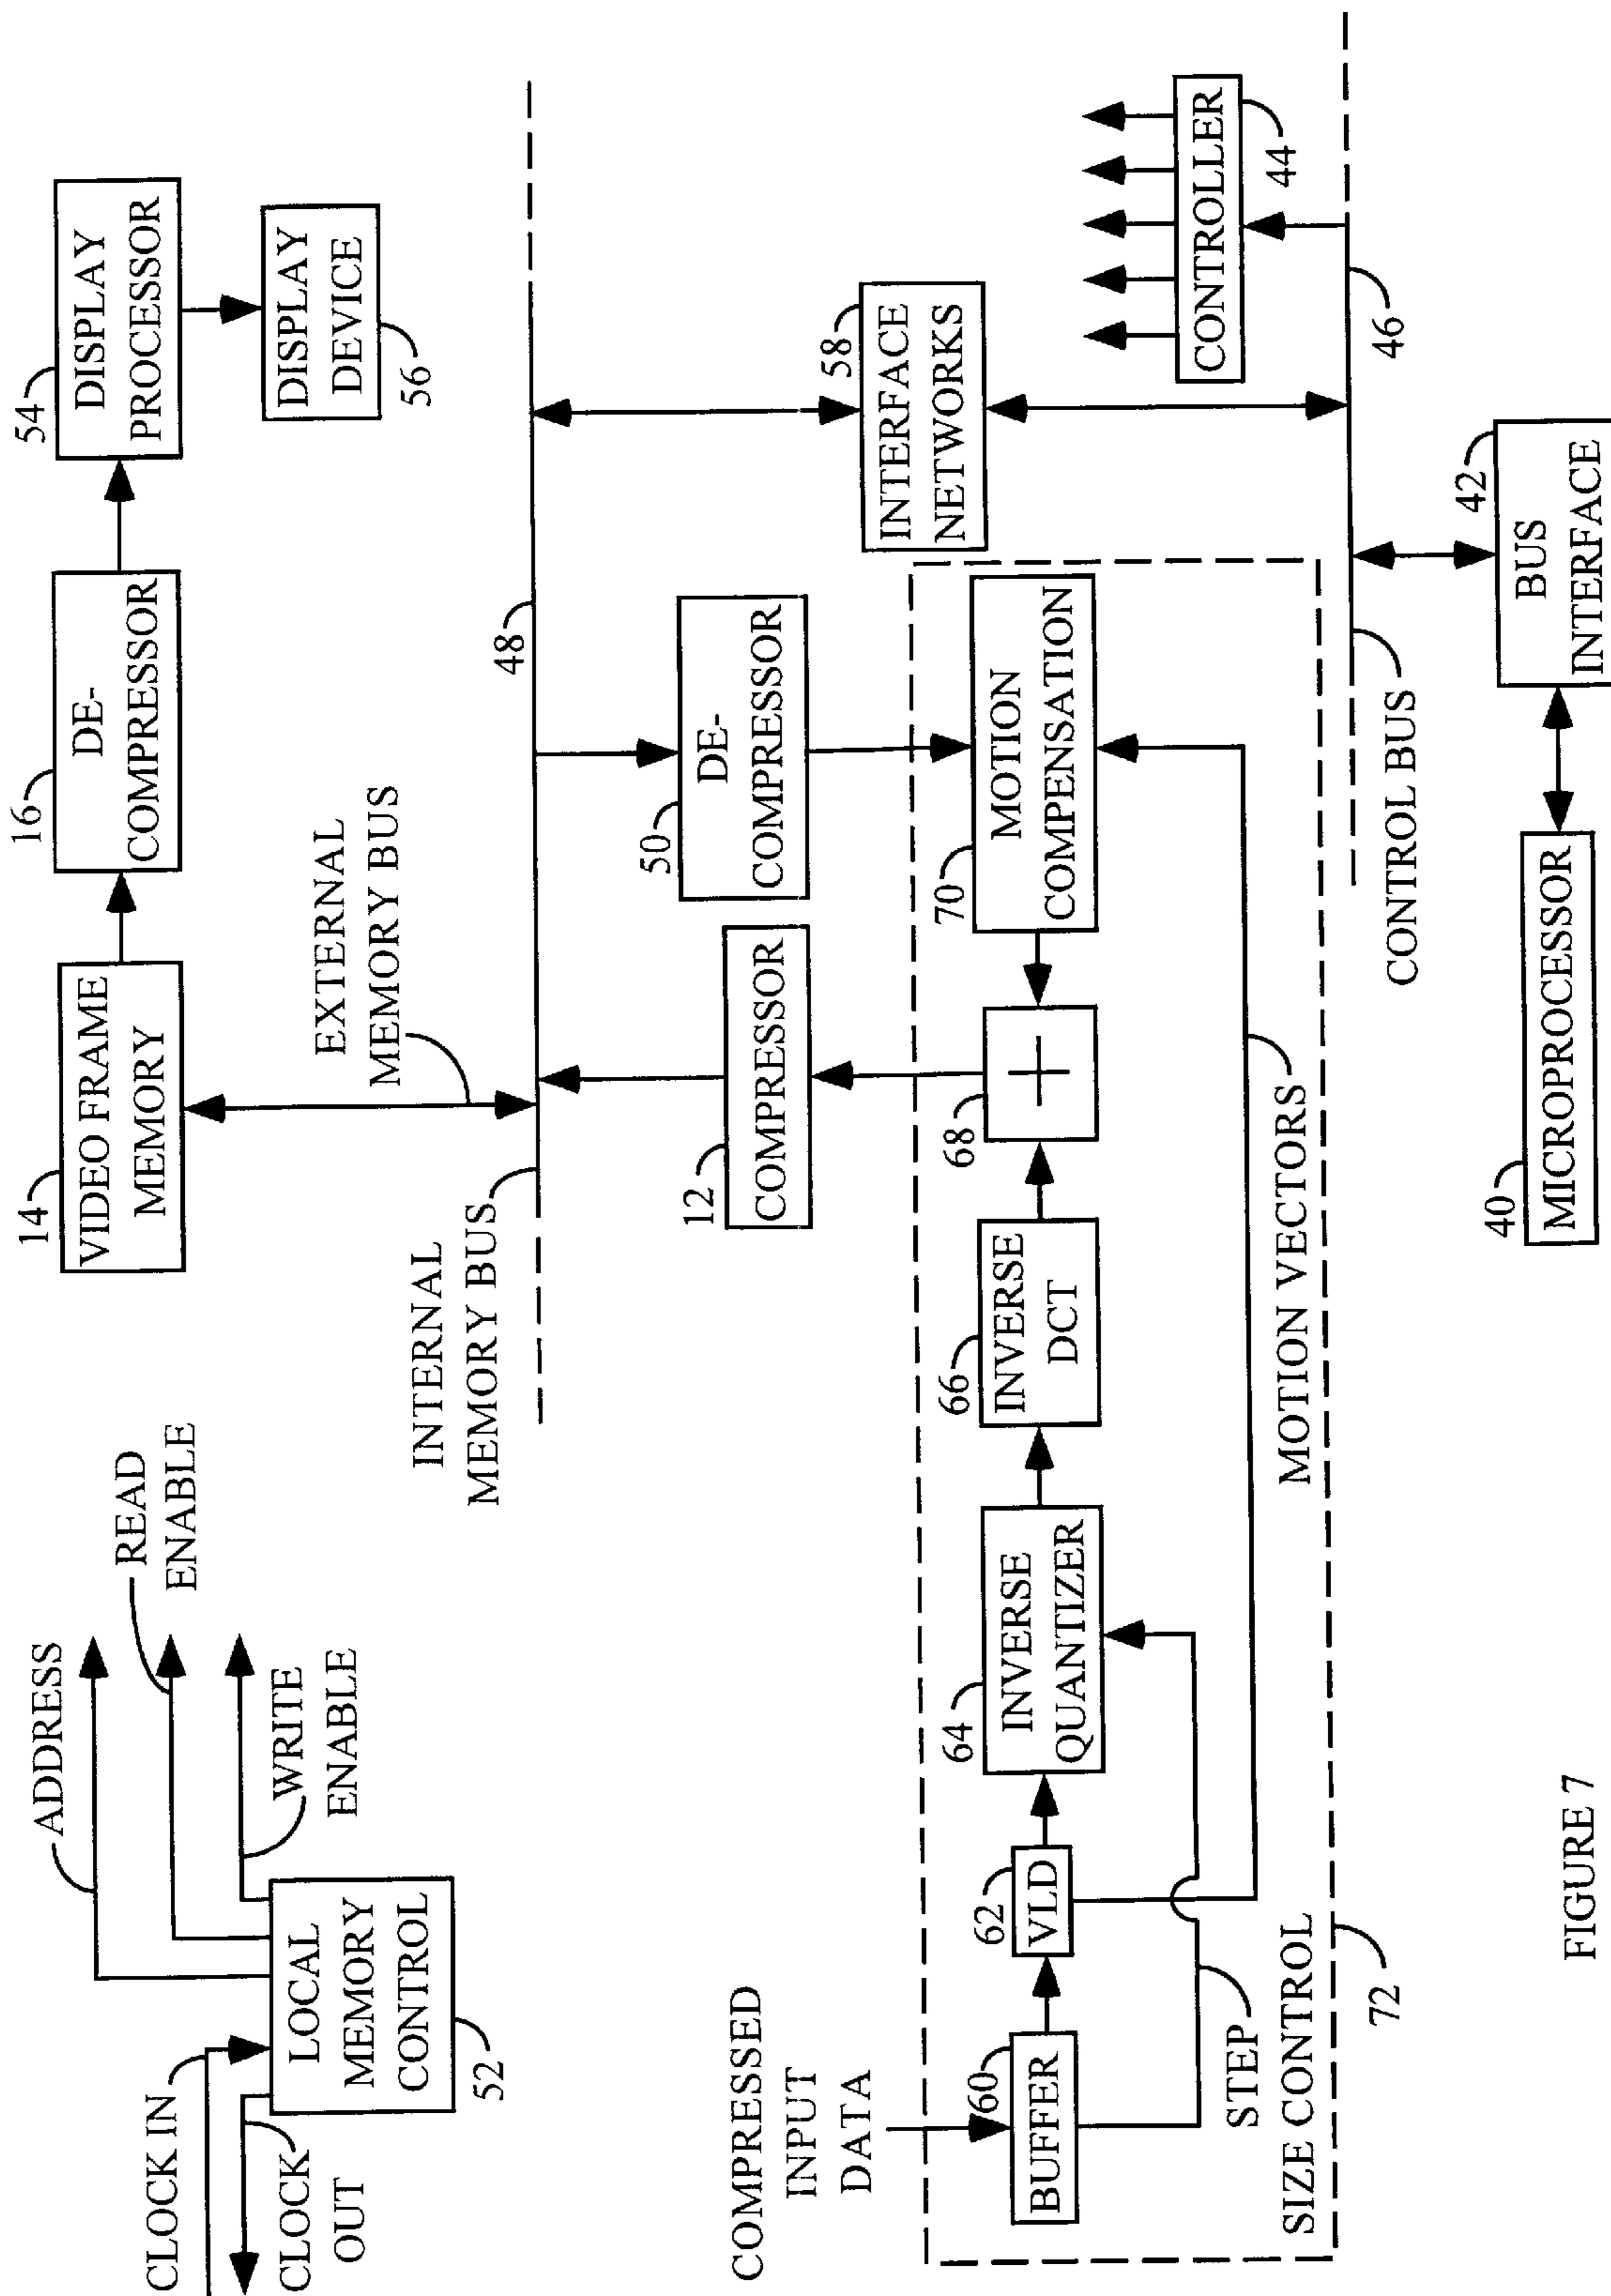 CLOCK IN
CLOCK
OUT
LOCAL
MEMORY
CONTROL
52
ADDRESS
READ
ENABLE
WRITE
ENABLE
14
VIDEO FRAME
MEMORY
16
DE-
COMPRESSOR
54
DISPLAY
PROCESSOR
DISPLAY
DEVICE
56
EXTERNAL
MEMORY BUS
INTERNAL
MEMORY BUS
48
12
COMPRESSOR
50
DE-
COMPRESSOR
58
INTERFACE
NETWORKS
CONTROLLER
44
46
COMPRESSED
INPUT
DATA
60
BUFFER
62
VLD
64
INVERSE
QUANTIZER
66
INVERSE
DCT
68
+
70
MOTION
COMPENSATION
STEP
SIZE CONTROL
72
MOTION VECTORS
CONTROL BUS
40
MICROPROCESSOR
42
BUS
INTERFACE
FIGURE 7